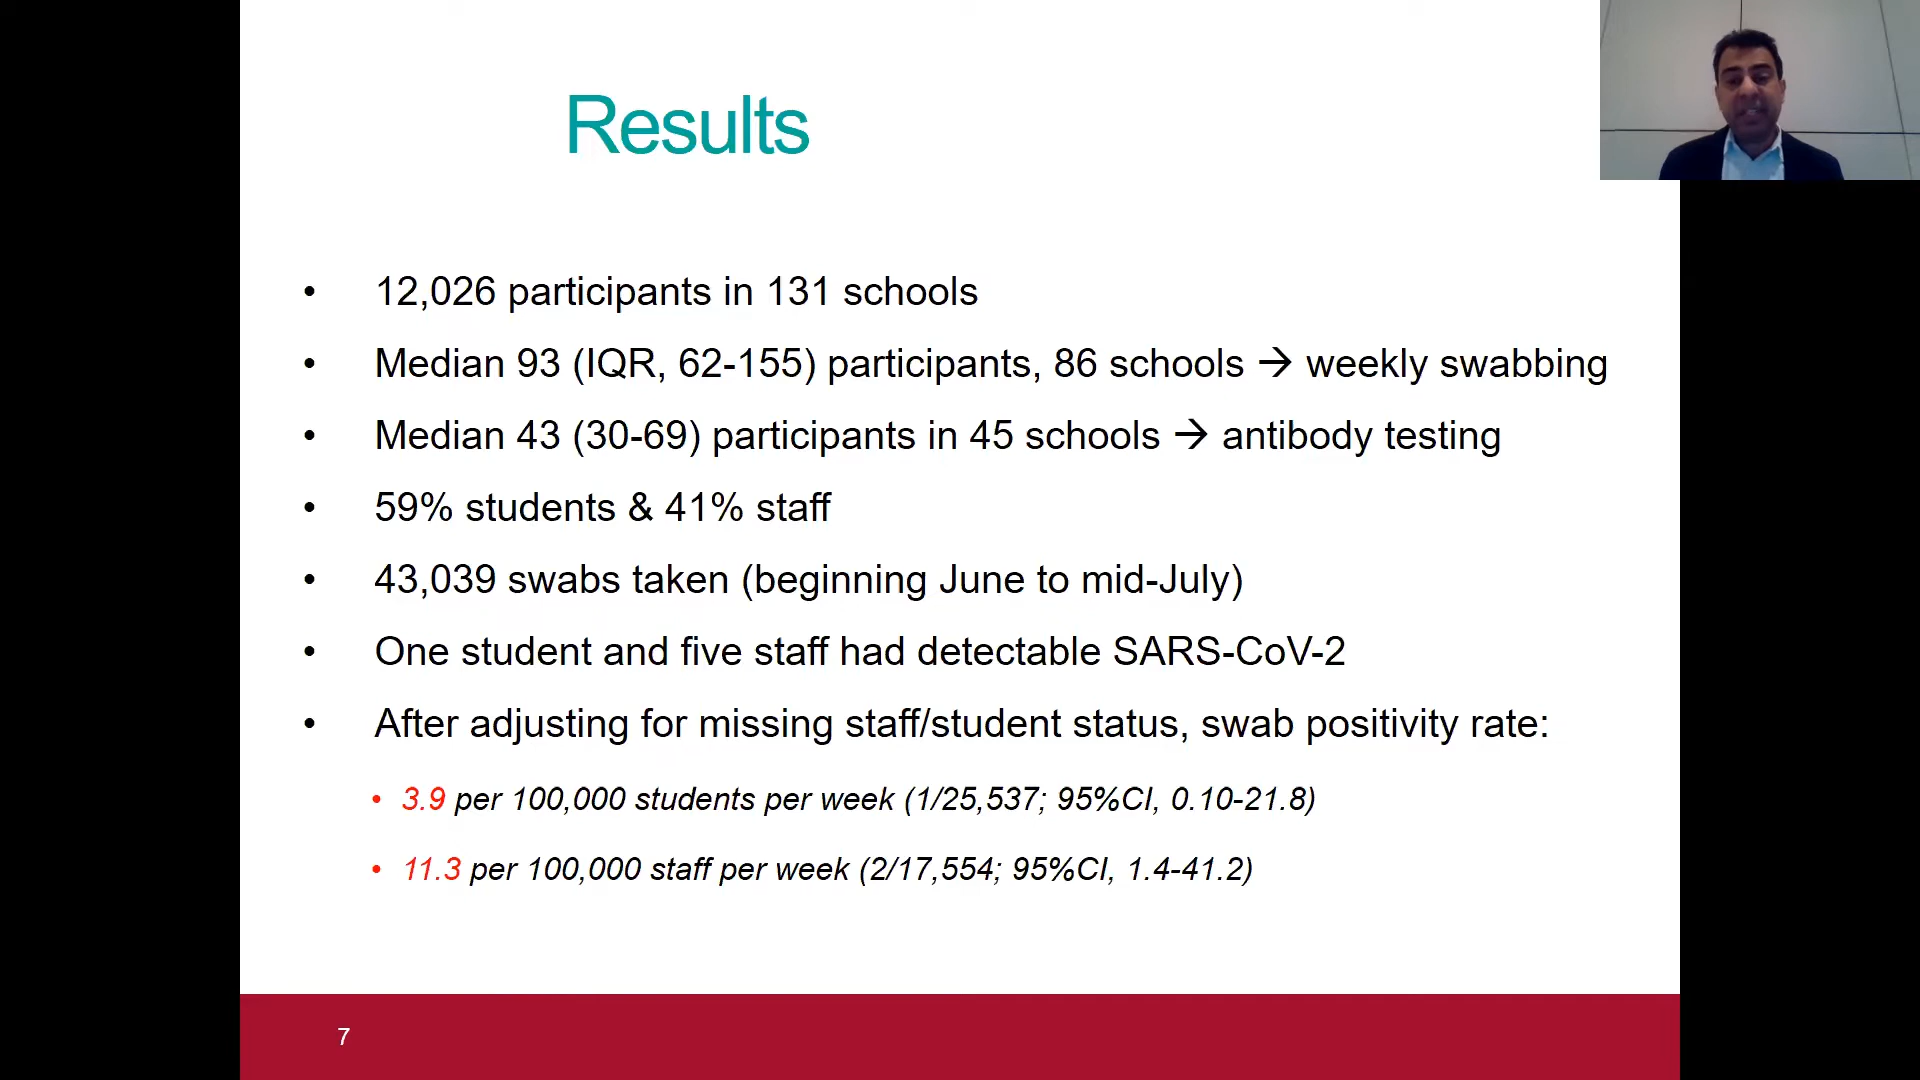 Results
• 12,026 participants in 131 schools
• Median 93 (IQR, 62-155) participants, 86 schools → weekly swabbing
• Median 43 (30-69) participants in 45 schools → antibody testing
• 59% students & 41% staff
• 43,039 swabs taken (beginning June to mid-July)
• One student and five staff had detectable SARS-CoV-2
• After adjusting for missing staff/student status, swab positivity rate:
• 3.9 per 100,000 students per week (1/25,537; 95%CI, 0.10-21.8)
• 11.3 per 100,000 staff per week (2/17,554; 95%CI, 1.4-41.2)
7